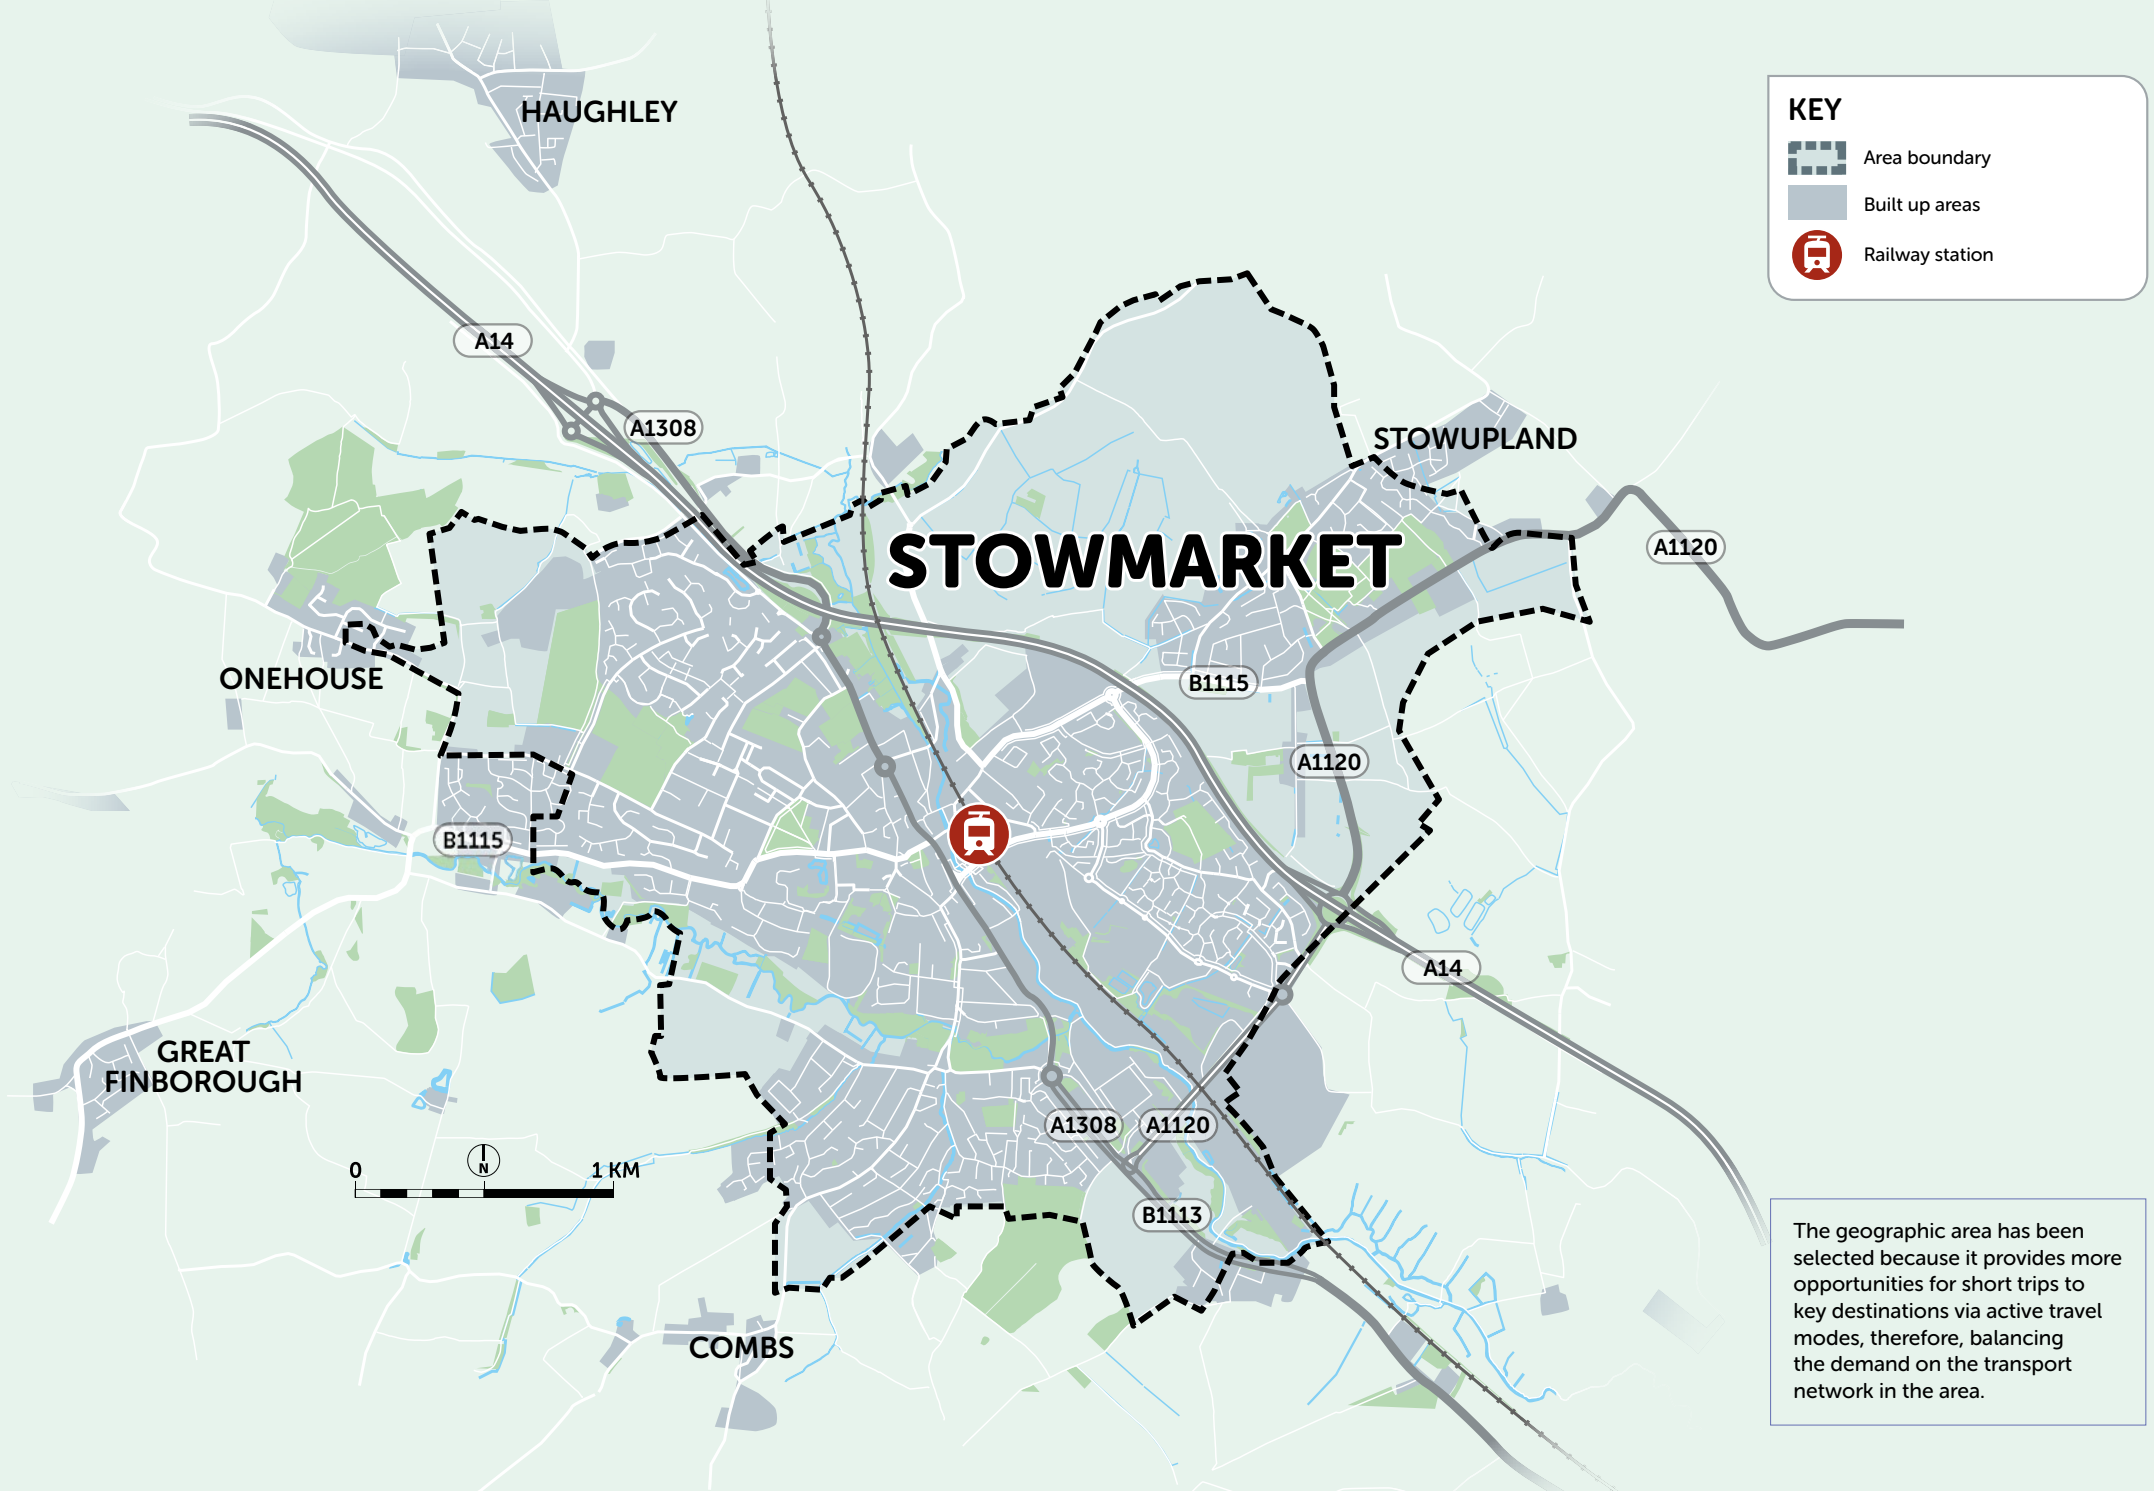 HAUGHLEY
KEY
Area boundary
Built up areas
Railway station
A14
A1308
STOWUPLAND
STOWMARKET
A1120
ONEHOUSE
B1115
A1120
B1115
A14
GREAT
FINBOROUGH
A1308
A1120
0
N
1 KM
B1113
COMBS
The geographic area has been
selected because it provides more
opportunities for short trips to
key destinations via active travel
modes, therefore, balancing
the demand on the transport
network in the area.